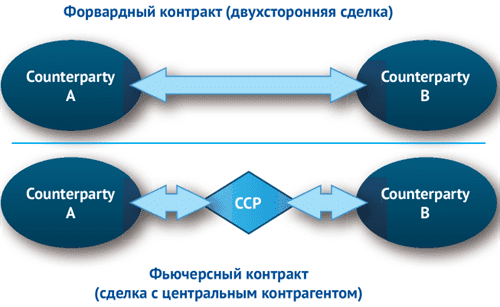 Форвардный контракт (двухсторонняя сделка)
Counterparty
A
Counterparty
B
Counterparty
A
CCP
Counterparty
B
Фьючерсный контракт
(сделка с центральным контрагентом)